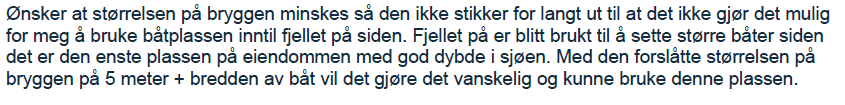 Ønsker at størrelsen på bryggen minskes så den ikke stikker for langt ut til at det ikke gjør det mulig
for meg å bruke båtplassen inntil fjellet på siden. Fjellet på er blitt brukt til å sette større båter siden
det er den enste plassen på eiendommen med god dybde i sjøen. Med den forslåtte størrelsen på
bryggen på 5 meter + bredden av båt vil det gjøre det vanskelig og kunne bruke denne plassen.